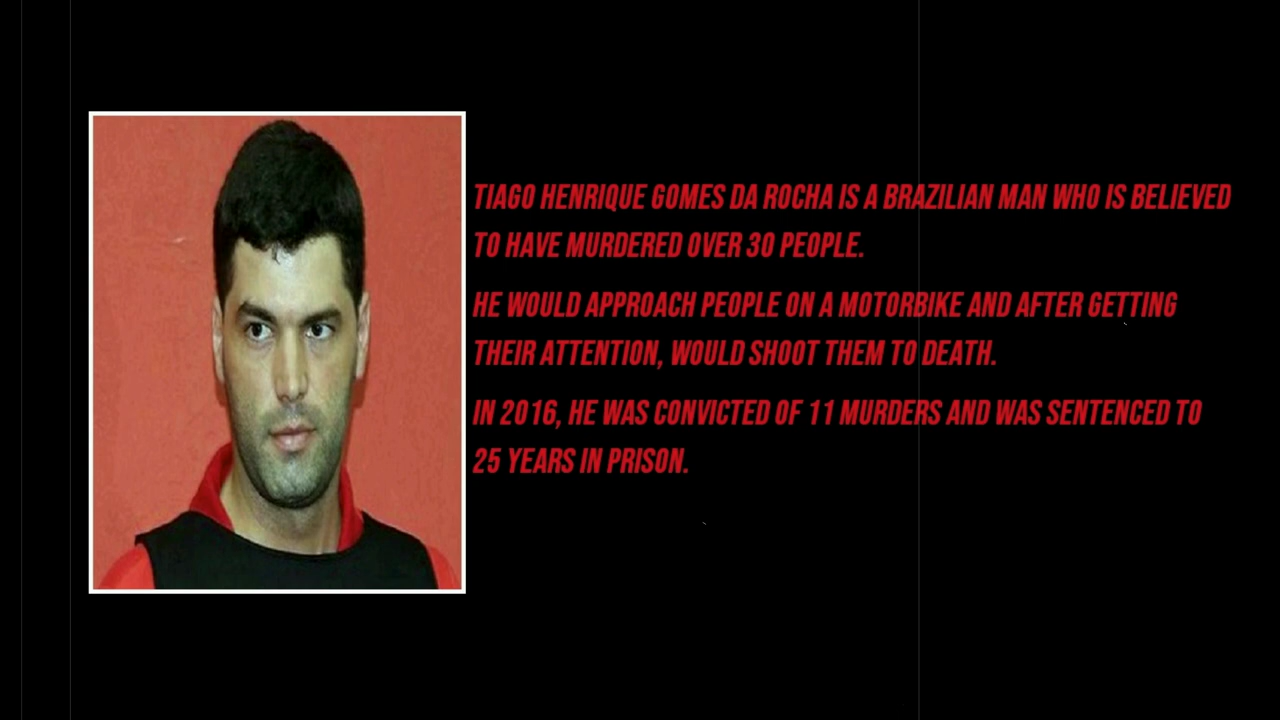 TIAGO HENRIQUE GOMES DA ROCHA IS A BRAZILIAN MAN WHO IS BELIEVED
TO HAVE MURDERED OVER 30 PEOPLE.
HE WOULD APPROACH PEOPLE ON A MOTORBIKE AND AFTER GETTING
THEIR ATTENTION, WOULD SHOOT THEM TO DEATH.
IN 2016, HE WAS CONVICTED OF 11 MURDERS AND WAS SENTENCED TO
25 YEARS IN PRISON.